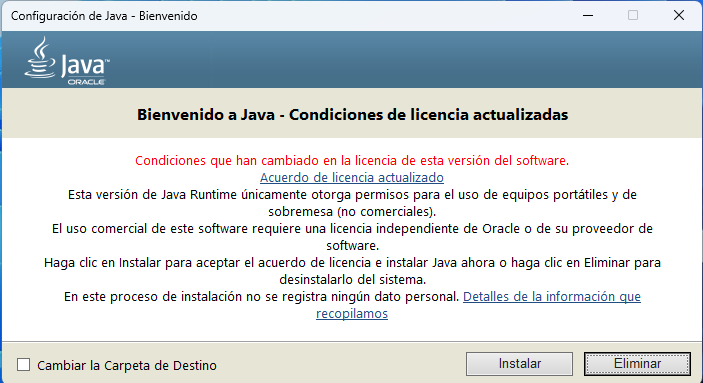 Configuración de Java - Bienvenido
Java™
ORACLE
Bienvenido a Java - Condiciones de licencia actualizadas
Condiciones que han cambiado en la licencia de esta versión del software.
Acuerdo de licencia actualizado
Esta versión de Java Runtime únicamente otorga permisos para el uso de equipos portátiles y de
sobremesa (no comerciales).
El uso comercial de este software requiere una licencia independiente de Oracle o de su proveedor de
software.
Haga clic en Instalar para aceptar el acuerdo de licencia e instalar Java ahora o haga clic en Eliminar para
desinstalarlo del sistema.
En este proceso de instalación no se registra ningún dato personal. Detalles de la información que
recopilamos
Cambiar la Carpeta de Destino
Instalar
Eliminar